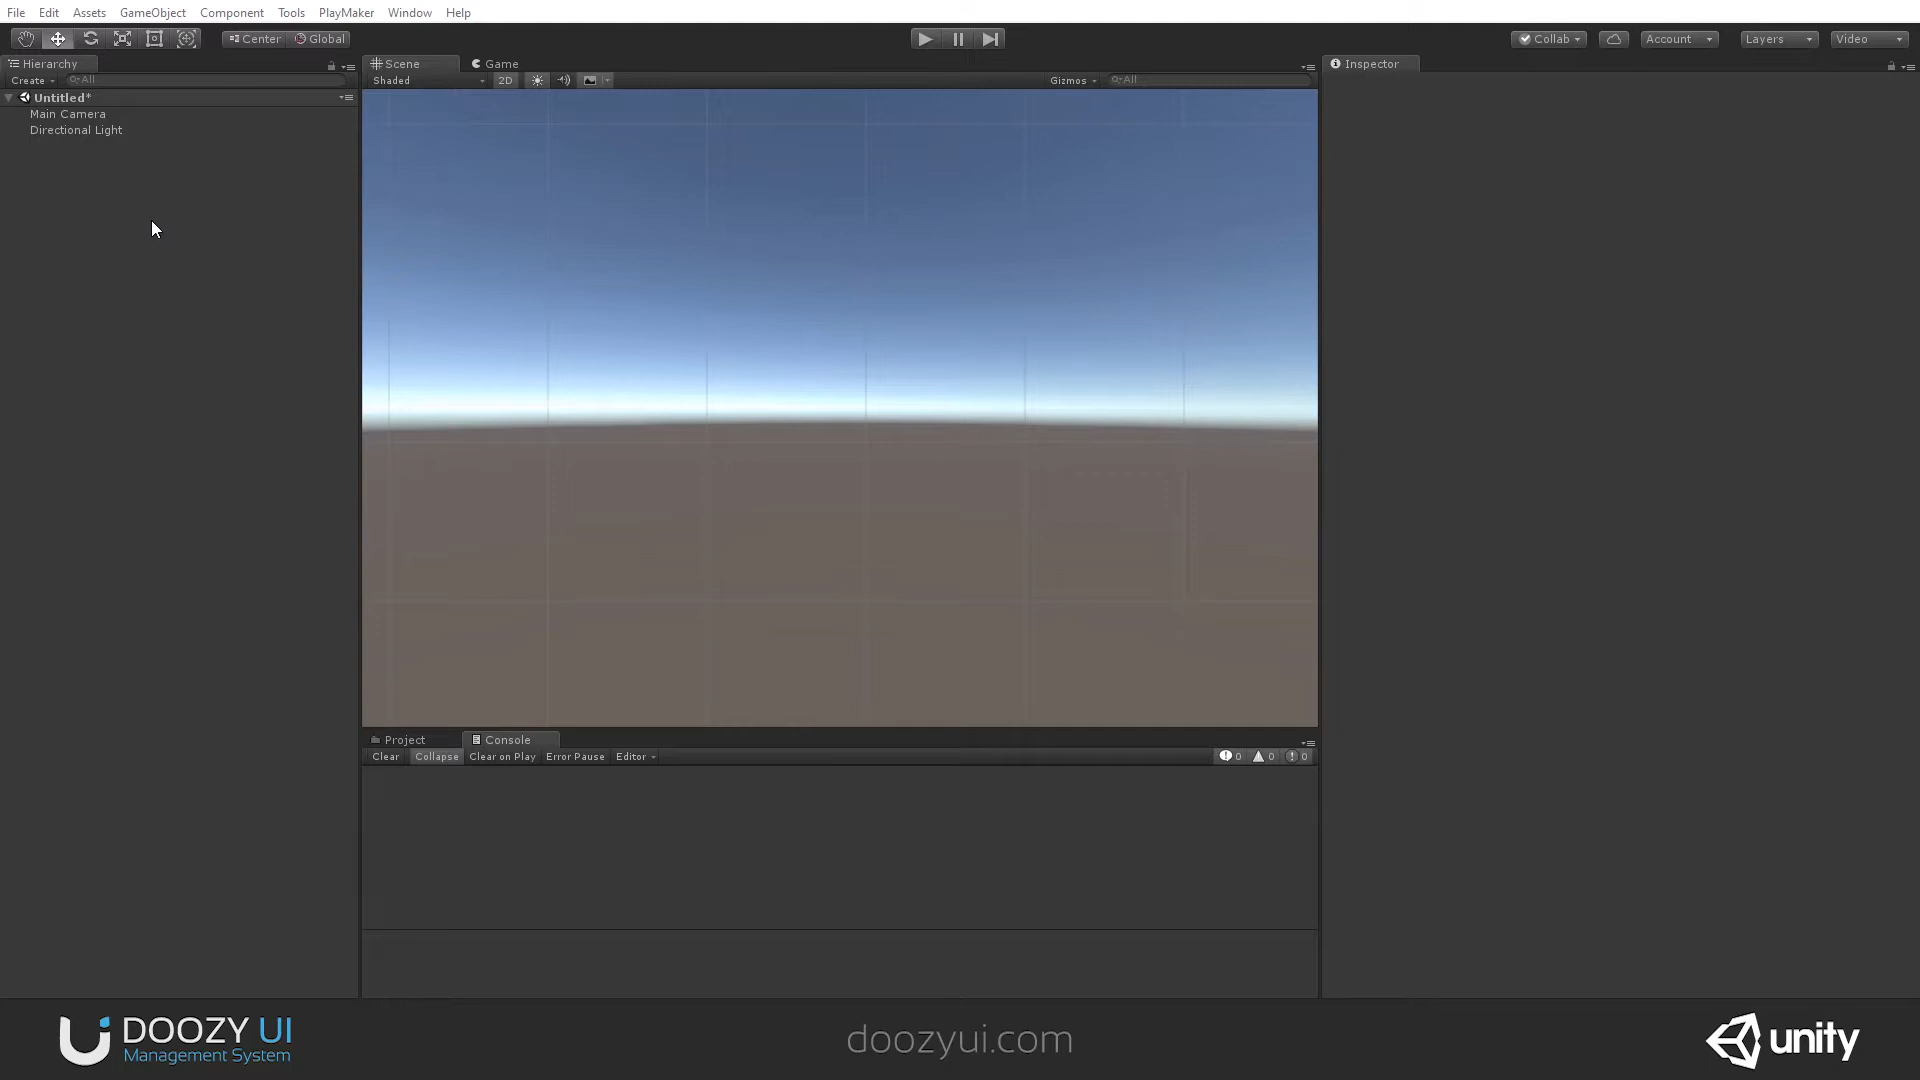 File Edit Assets GameObject Component Tools PlayMaker Window Help
Center Global Collab Account Layers Video
Hierarchy Scene Game Inspector
Create All Shaded 2D Gizmos All
Untitled*
Main Camera
Directional Light
Project Console
Clear Collapse Clear on Play Error Pause Editor 0 0 0
DOOZY UI
Management System
doozyui.com
unity